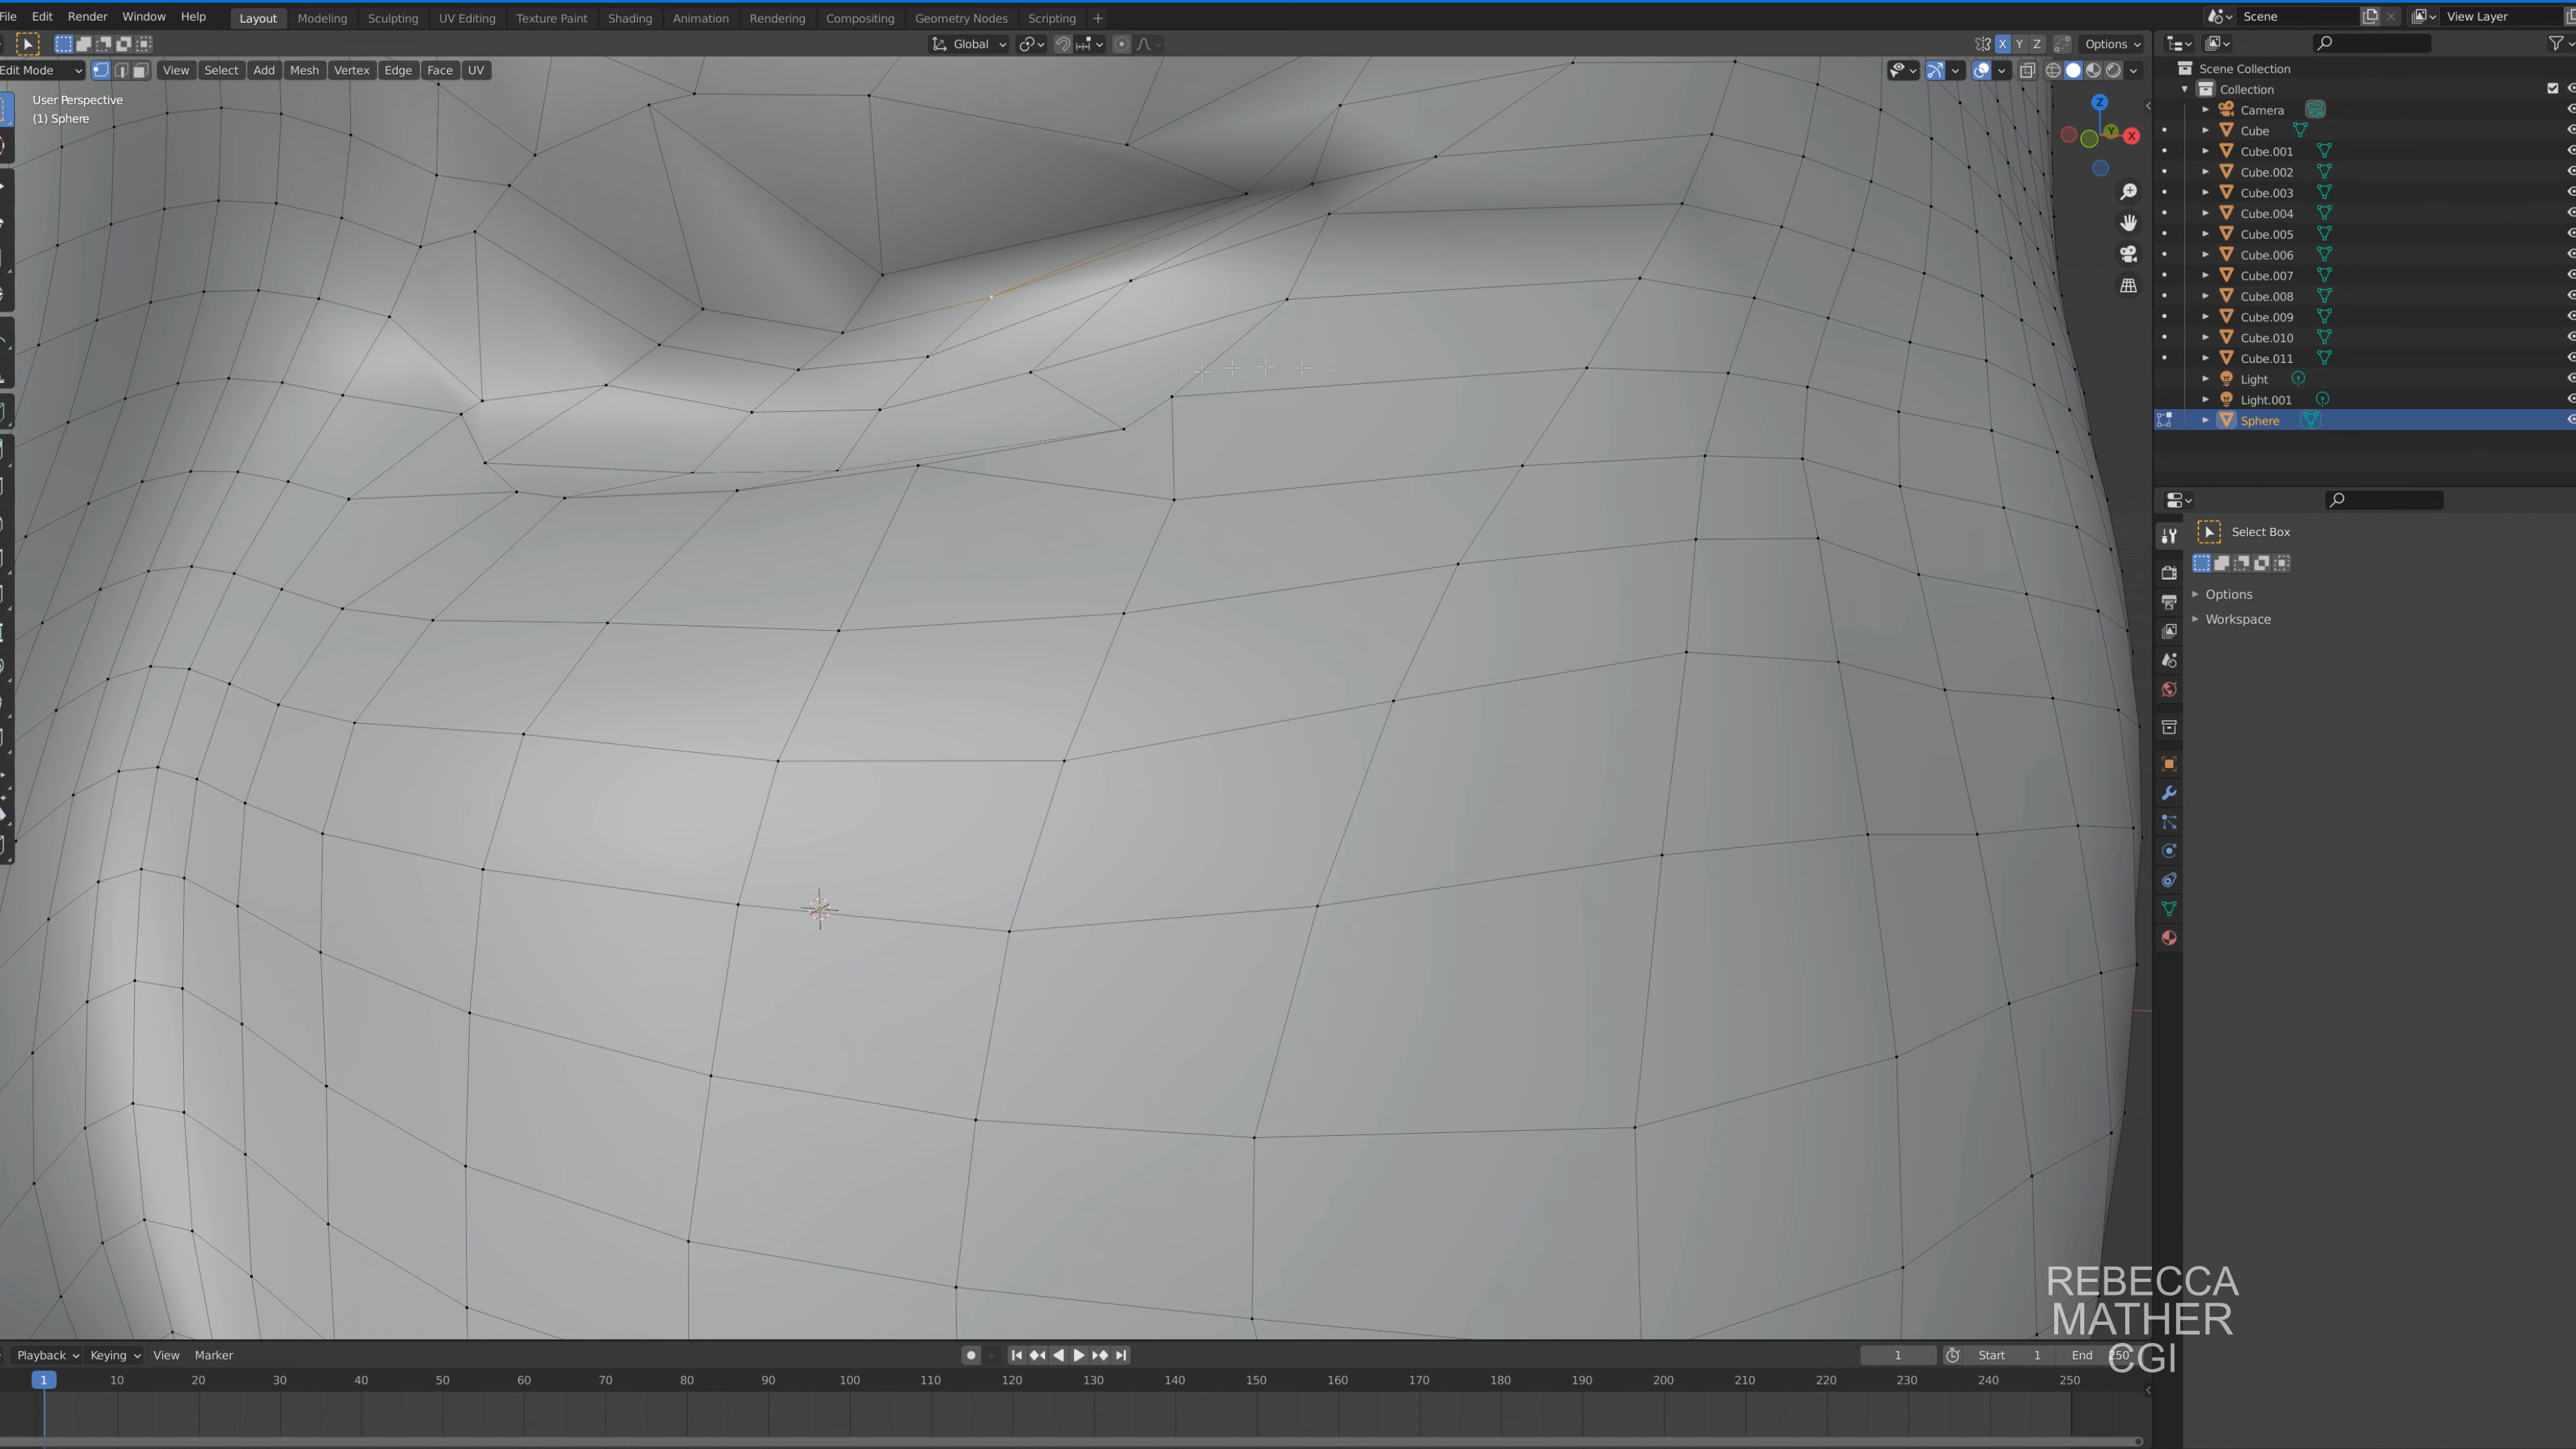 File Edit Render Window Help Layout Modeling Sculpting UV Editing Texture Paint Shading Animation Rendering Compositing Geometry Nodes Scripting + Scene View Layer
Global X Y Z Options
Edit Mode View Select Add Mesh Vertex Edge Face UV
User Perspective
(1) Sphere
Z
Y
X
Scene Collection
Collection
Camera
Cube
Cube.001
Cube.002
Cube.003
Cube.004
Cube.005
Cube.006
Cube.007
Cube.008
Cube.009
Cube.010
Cube.011
Light
Light.001
Sphere
Select Box
Options
Workspace
REBECCA
MATHER
CGI
Playback Keying View Marker 1 Start 1 End 250
1 10 20 30 40 50 60 70 80 90 100 110 120 130 140 150 160 170 180 190 200 210 220 230 240 250